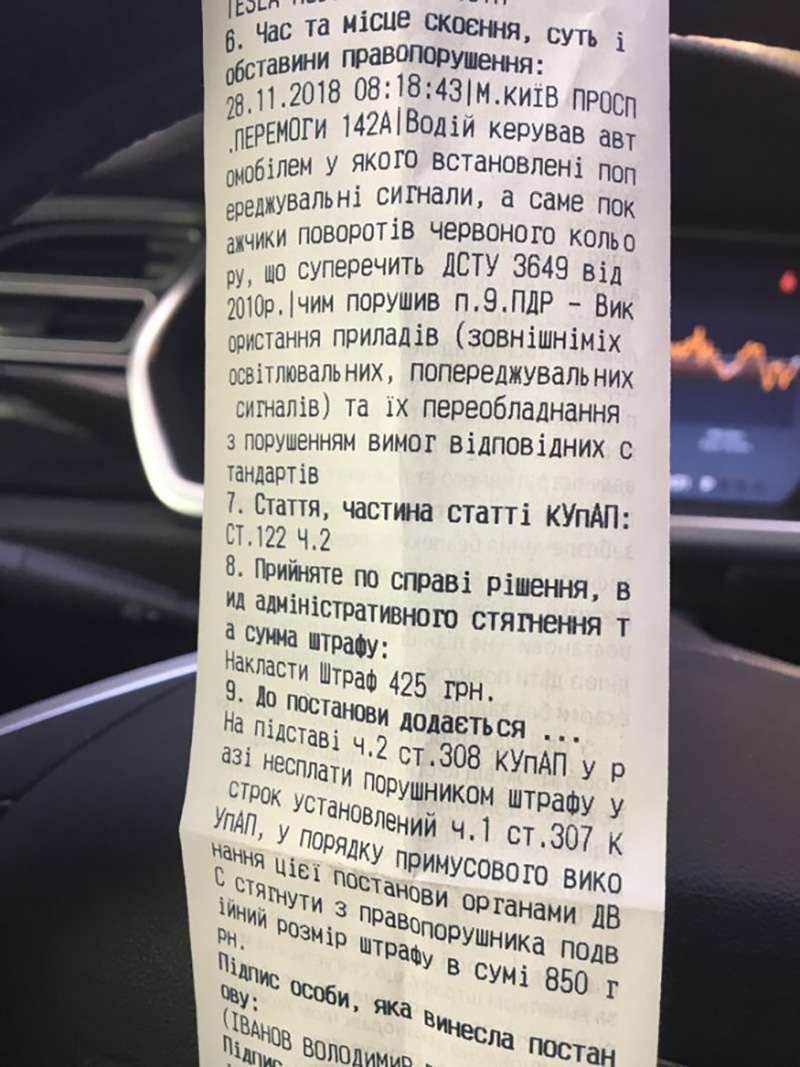 TESLA
6. Час та місце скоєння, суть і
обставини правопорушення:
28.11.2018 08:18:43|М.КИЇВ ПРОСП
.ПЕРЕМОГИ 142А|Водій керував авт
омобілем у якого встановлені поп
ереджувальні сигнали, а саме пок
ажчики поворотів червоного кольо
ру, що суперечить ДСТУ 3649 від
2010р.|чим порушив п.9.ПДР – Вик
ористання приладів (зовнішніміх
освітлювальних, попереджувальних
сигналів) та їх переобладнання
з порушенням вимог відповідних с
тандартів
7. Стаття, частина статті КУпАП:
СТ.122 Ч.2
8. Прийняте по справі рішення, в
ид адміністративного стягнення т
а сумма штрафу:
Накласти Штраф 425 грн.
9. До постанови додається ...
На підставі ч.2 ст.308 КУпАП у р
азі несплати порушником штрафу у
строк установлений ч.1 ст.307 К
УпАП, у порядку примусового вико
нання цієї постанови органами ДВ
С стягнути з правопорушника подв
ійний розмір штрафу в сумі 850 г
рн.
Підпис особи, яка винесла постан
ову:
(ІВАНОВ ВОЛОДИМИР
Підпис